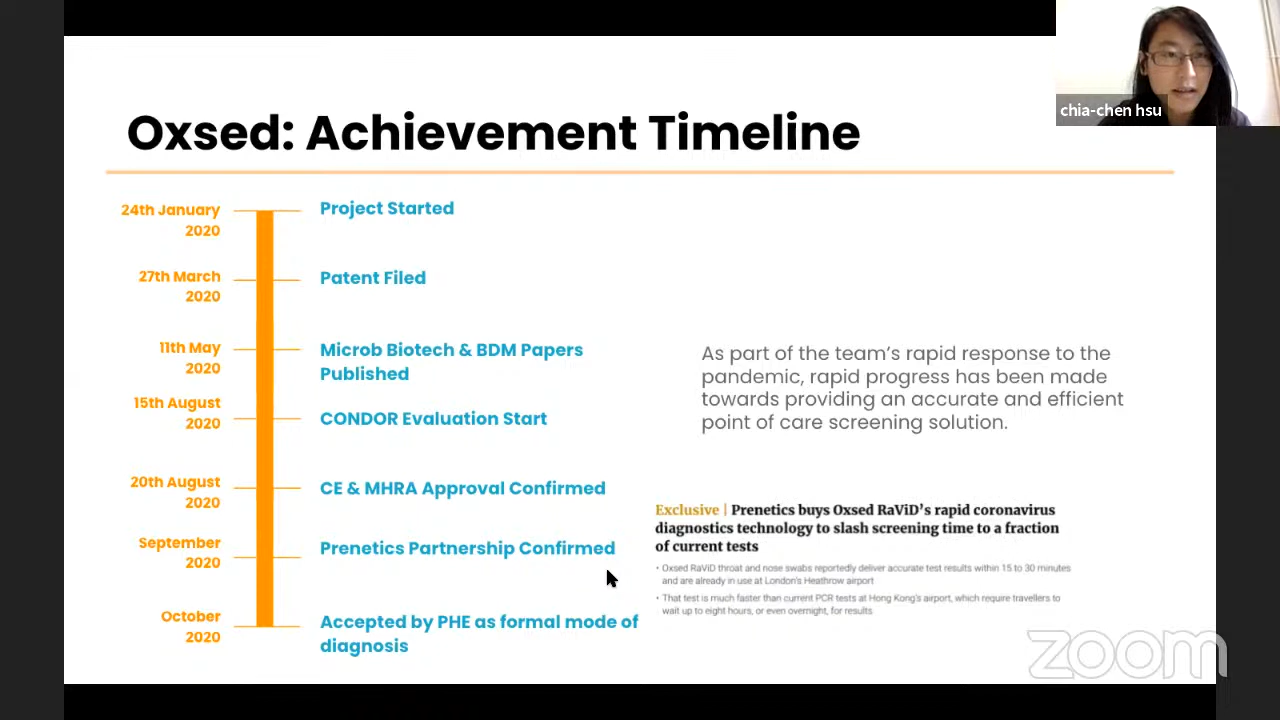 chia-chen hsu
Oxsed: Achievement Timeline
24th January
2020
Project Started
27th March
2020
Patent Filed
11th May
2020
Microb Biotech & BDM Papers
Published
15th August
2020
CONDOR Evaluation Start
20th August
2020
CE & MHRA Approval Confirmed
September
2020
Prenetics Partnership Confirmed
October
2020
Accepted by PHE as formal mode of
diagnosis
As part of the team's rapid response to the
pandemic, rapid progress has been made
towards providing an accurate and efficient
point of care screening solution.
Exclusive | Prenetics buys Oxsed RaViD's rapid coronavirus
diagnostics technology to slash screening time to a fraction
of current tests
• Oxsed RaViD throat and nose swabs reportedly deliver accurate test results within 15 to 30 minutes
and are already in use at London's Heathrow airport
• That test is much faster than current PCR tests at Hong Kong's airport, which require travellers to
wait up to eight hours, or even overnight, for results
zoom